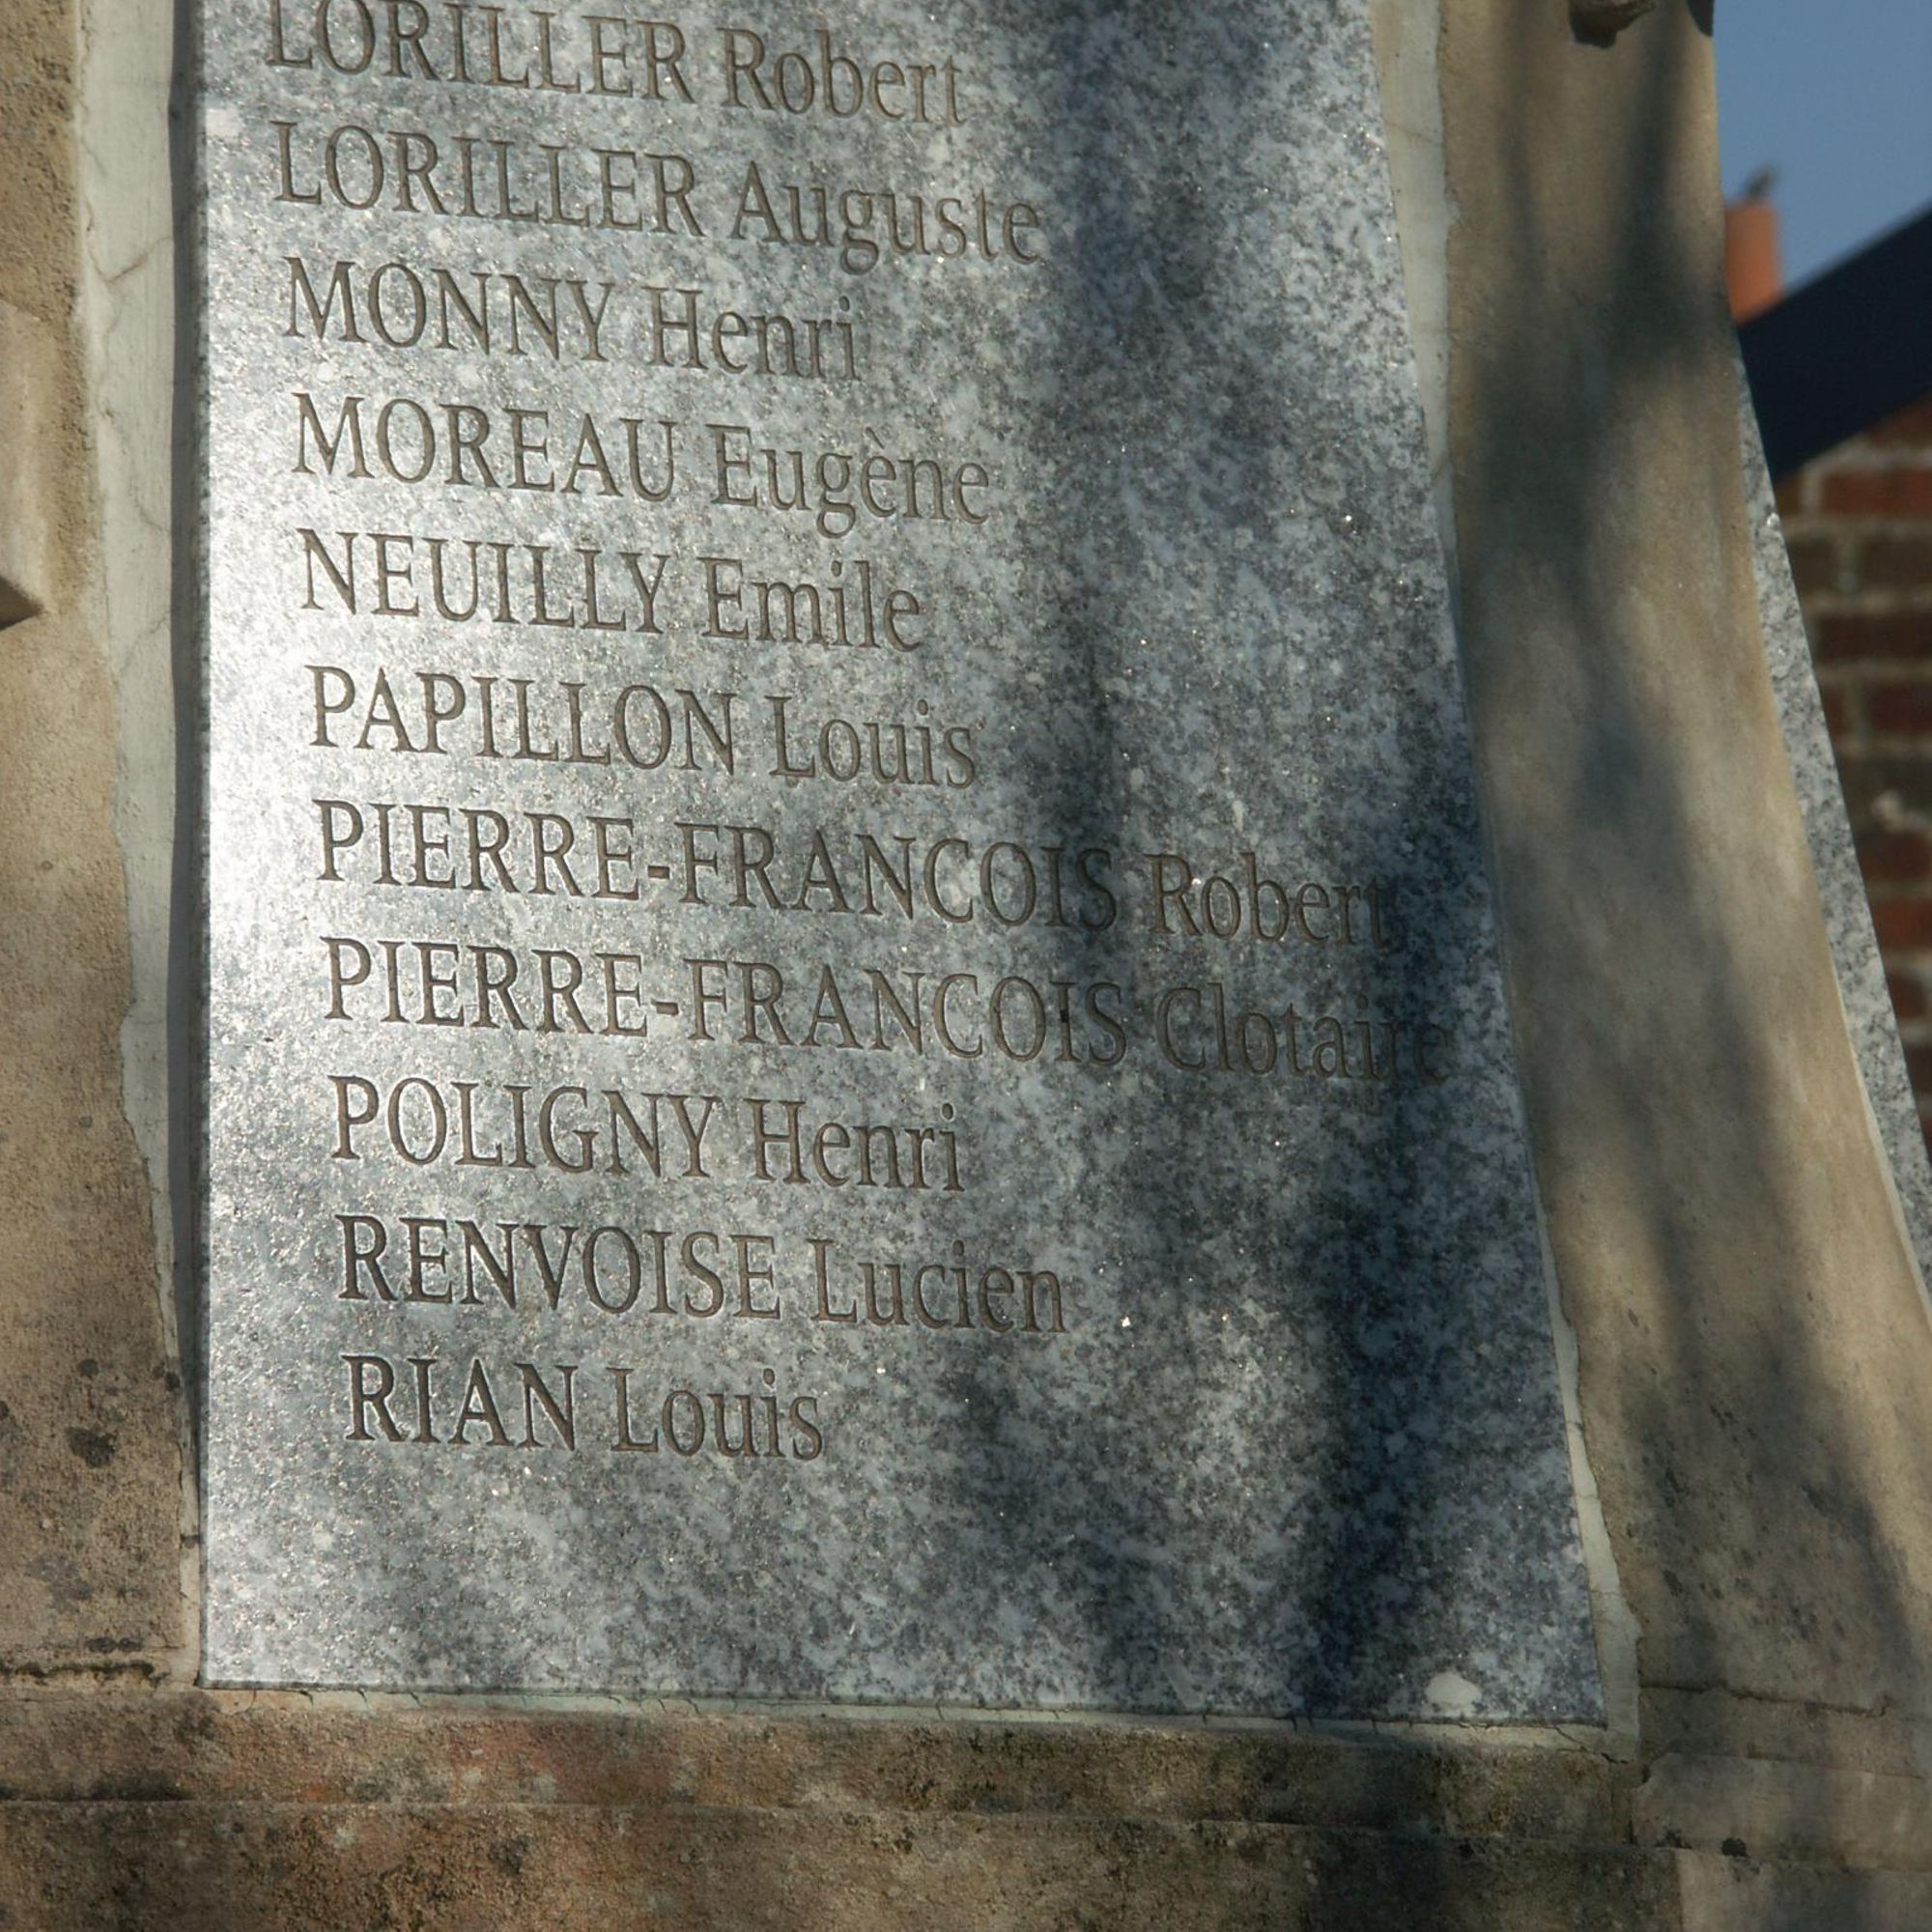 LORILLER Robert
LORILLER Auguste
MONNY Henri
MOREAU Eugène
NEUILLY Emile
PAPILLON Louis
PIERRE-FRANCOIS Robert
PIERRE-FRANCOIS Clotaire
POLIGNY Henri
RENVOISE Lucien
RIAN Louis